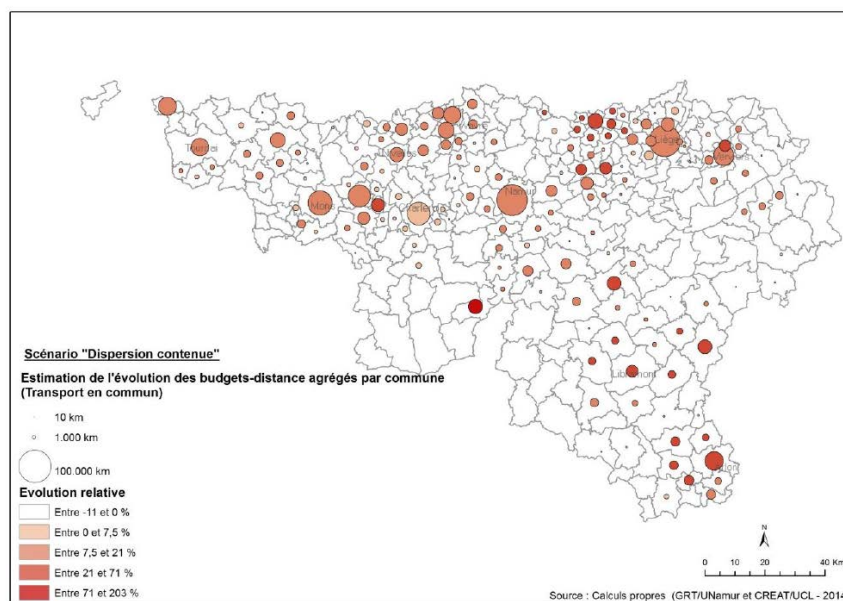 Tournai
Mons
Nivelles
Charleroi
Namur
Liège
Verviers
Libramont
Arlon
Scénario "Dispersion contenue"
Estimation de l'évolution des budgets-distance agrégés par commune
(Transport en commun)
10 km
1.000 km
100.000 km
Evolution relative
Entre -11 et 0 %
Entre 0 et 7,5 %
Entre 7,5 et 21 %
Entre 21 et 71 %
Entre 71 et 203 %
N
0 10 20 40 Km
Source : Calculs propres (GRT/UNamur et CREAT/UCL - 2014